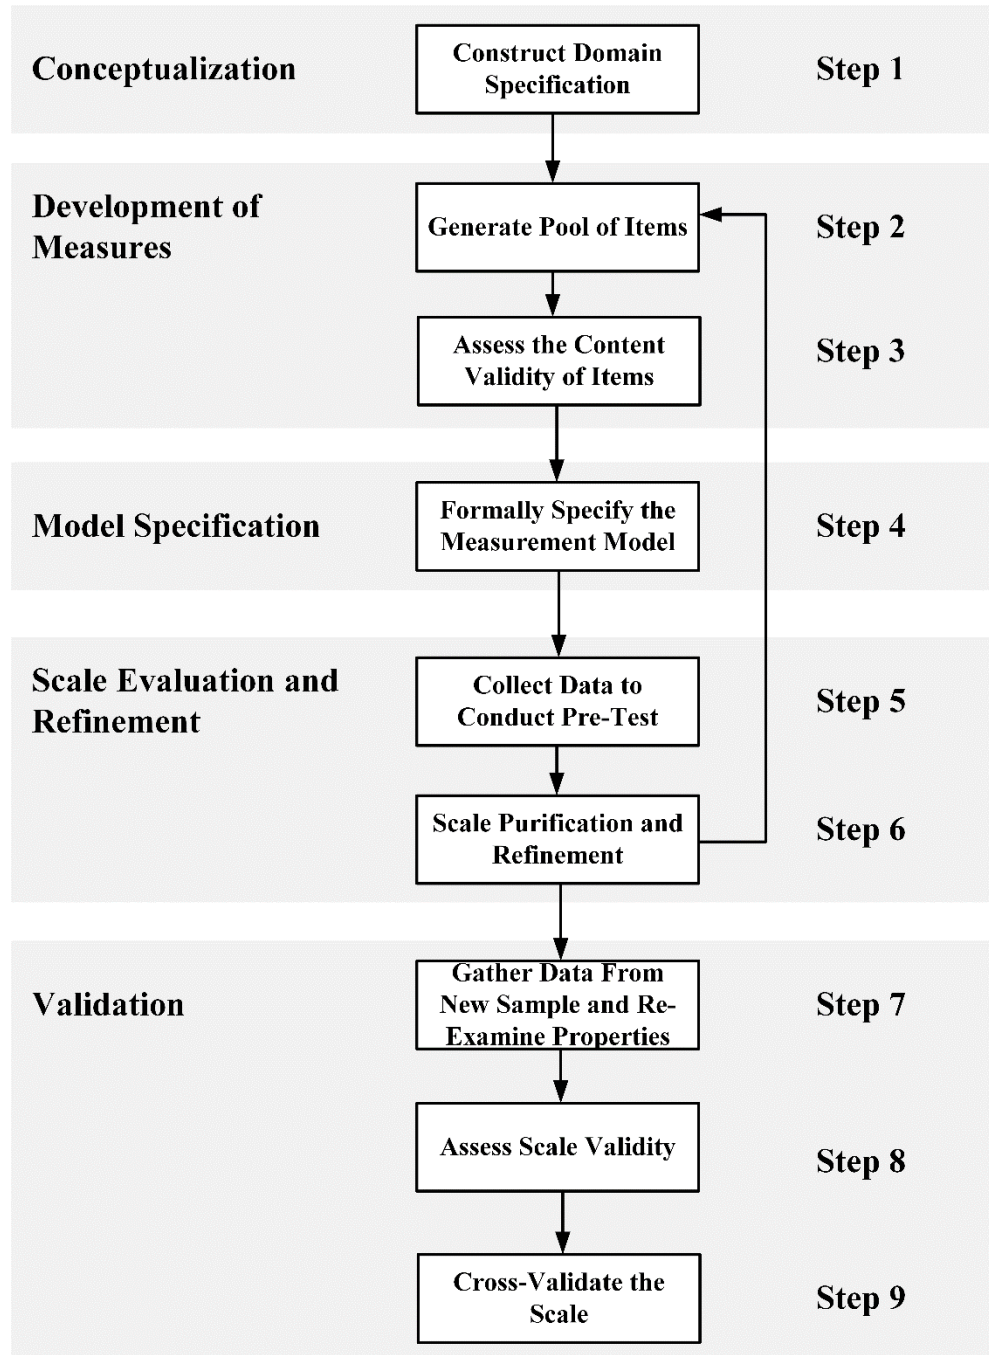 Conceptualization
Construct Domain
Specification
Step 1
Development of
Measures
Generate Pool of Items
Step 2
Assess the Content
Validity of Items
Step 3
Model Specification
Formally Specify the
Measurement Model
Step 4
Scale Evaluation and
Refinement
Collect Data to
Conduct Pre-Test
Step 5
Scale Purification and
Refinement
Step 6
Validation
Gather Data From
New Sample and Re-
Examine Properties
Step 7
Assess Scale Validity
Step 8
Cross-Validate the
Scale
Step 9